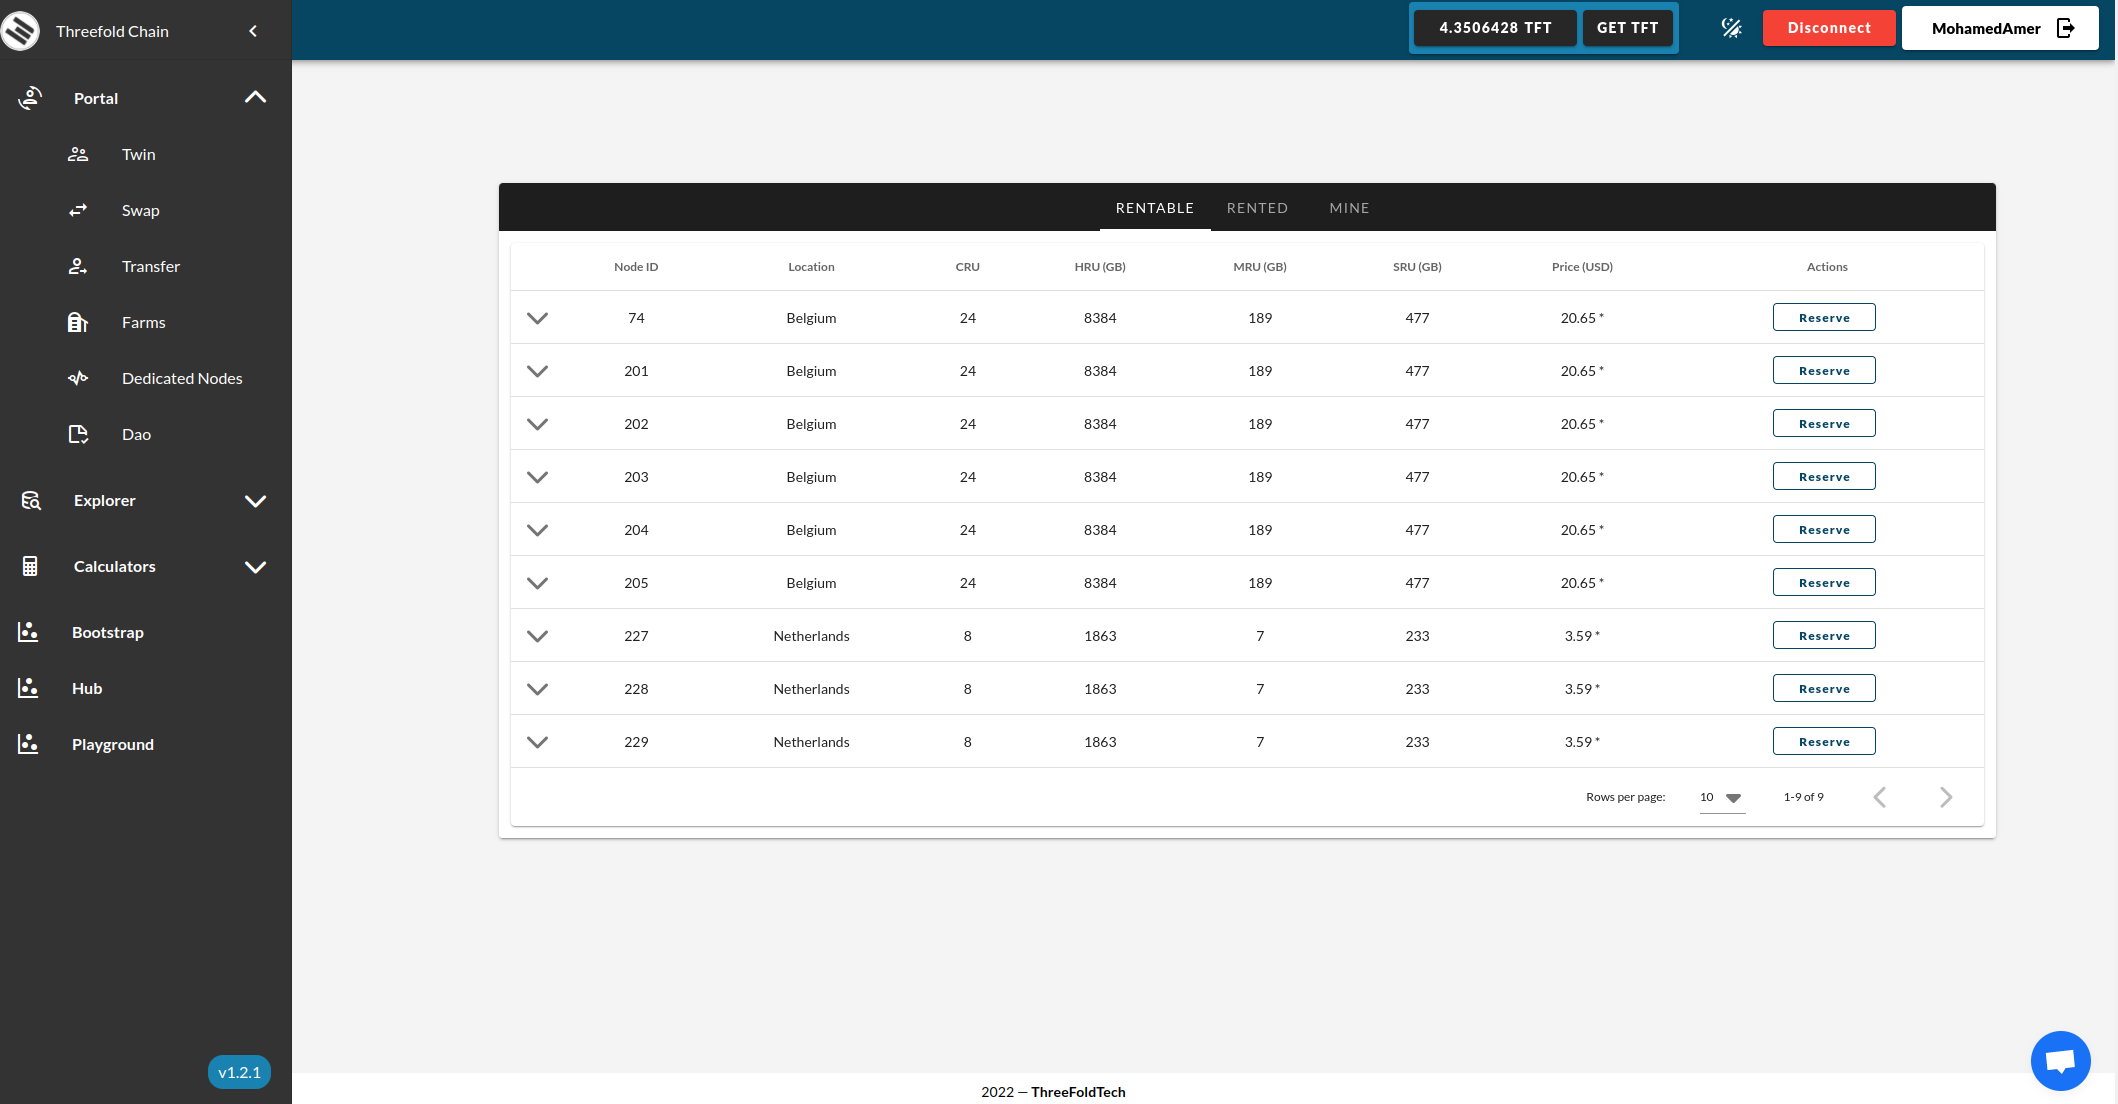 Threefold Chain
4.3506428 TFT GET TFT Disconnect MohamedAmer
Portal
Twin
Swap
Transfer
Farms
Dedicated Nodes
Dao
Explorer
Calculators
Bootstrap
Hub
Playground
v1.2.1
RENTABLE RENTED MINE
Node ID Location CRU HRU (GB) MRU (GB) SRU (GB) Price (USD) Actions
74 Belgium 24 8384 189 477 20.65 * Reserve
201 Belgium 24 8384 189 477 20.65 * Reserve
202 Belgium 24 8384 189 477 20.65 * Reserve
203 Belgium 24 8384 189 477 20.65 * Reserve
204 Belgium 24 8384 189 477 20.65 * Reserve
205 Belgium 24 8384 189 477 20.65 * Reserve
227 Netherlands 8 1863 7 233 3.59 * Reserve
228 Netherlands 8 1863 7 233 3.59 * Reserve
229 Netherlands 8 1863 7 233 3.59 * Reserve
Rows per page: 10 1-9 of 9
2022 — ThreeFoldTech